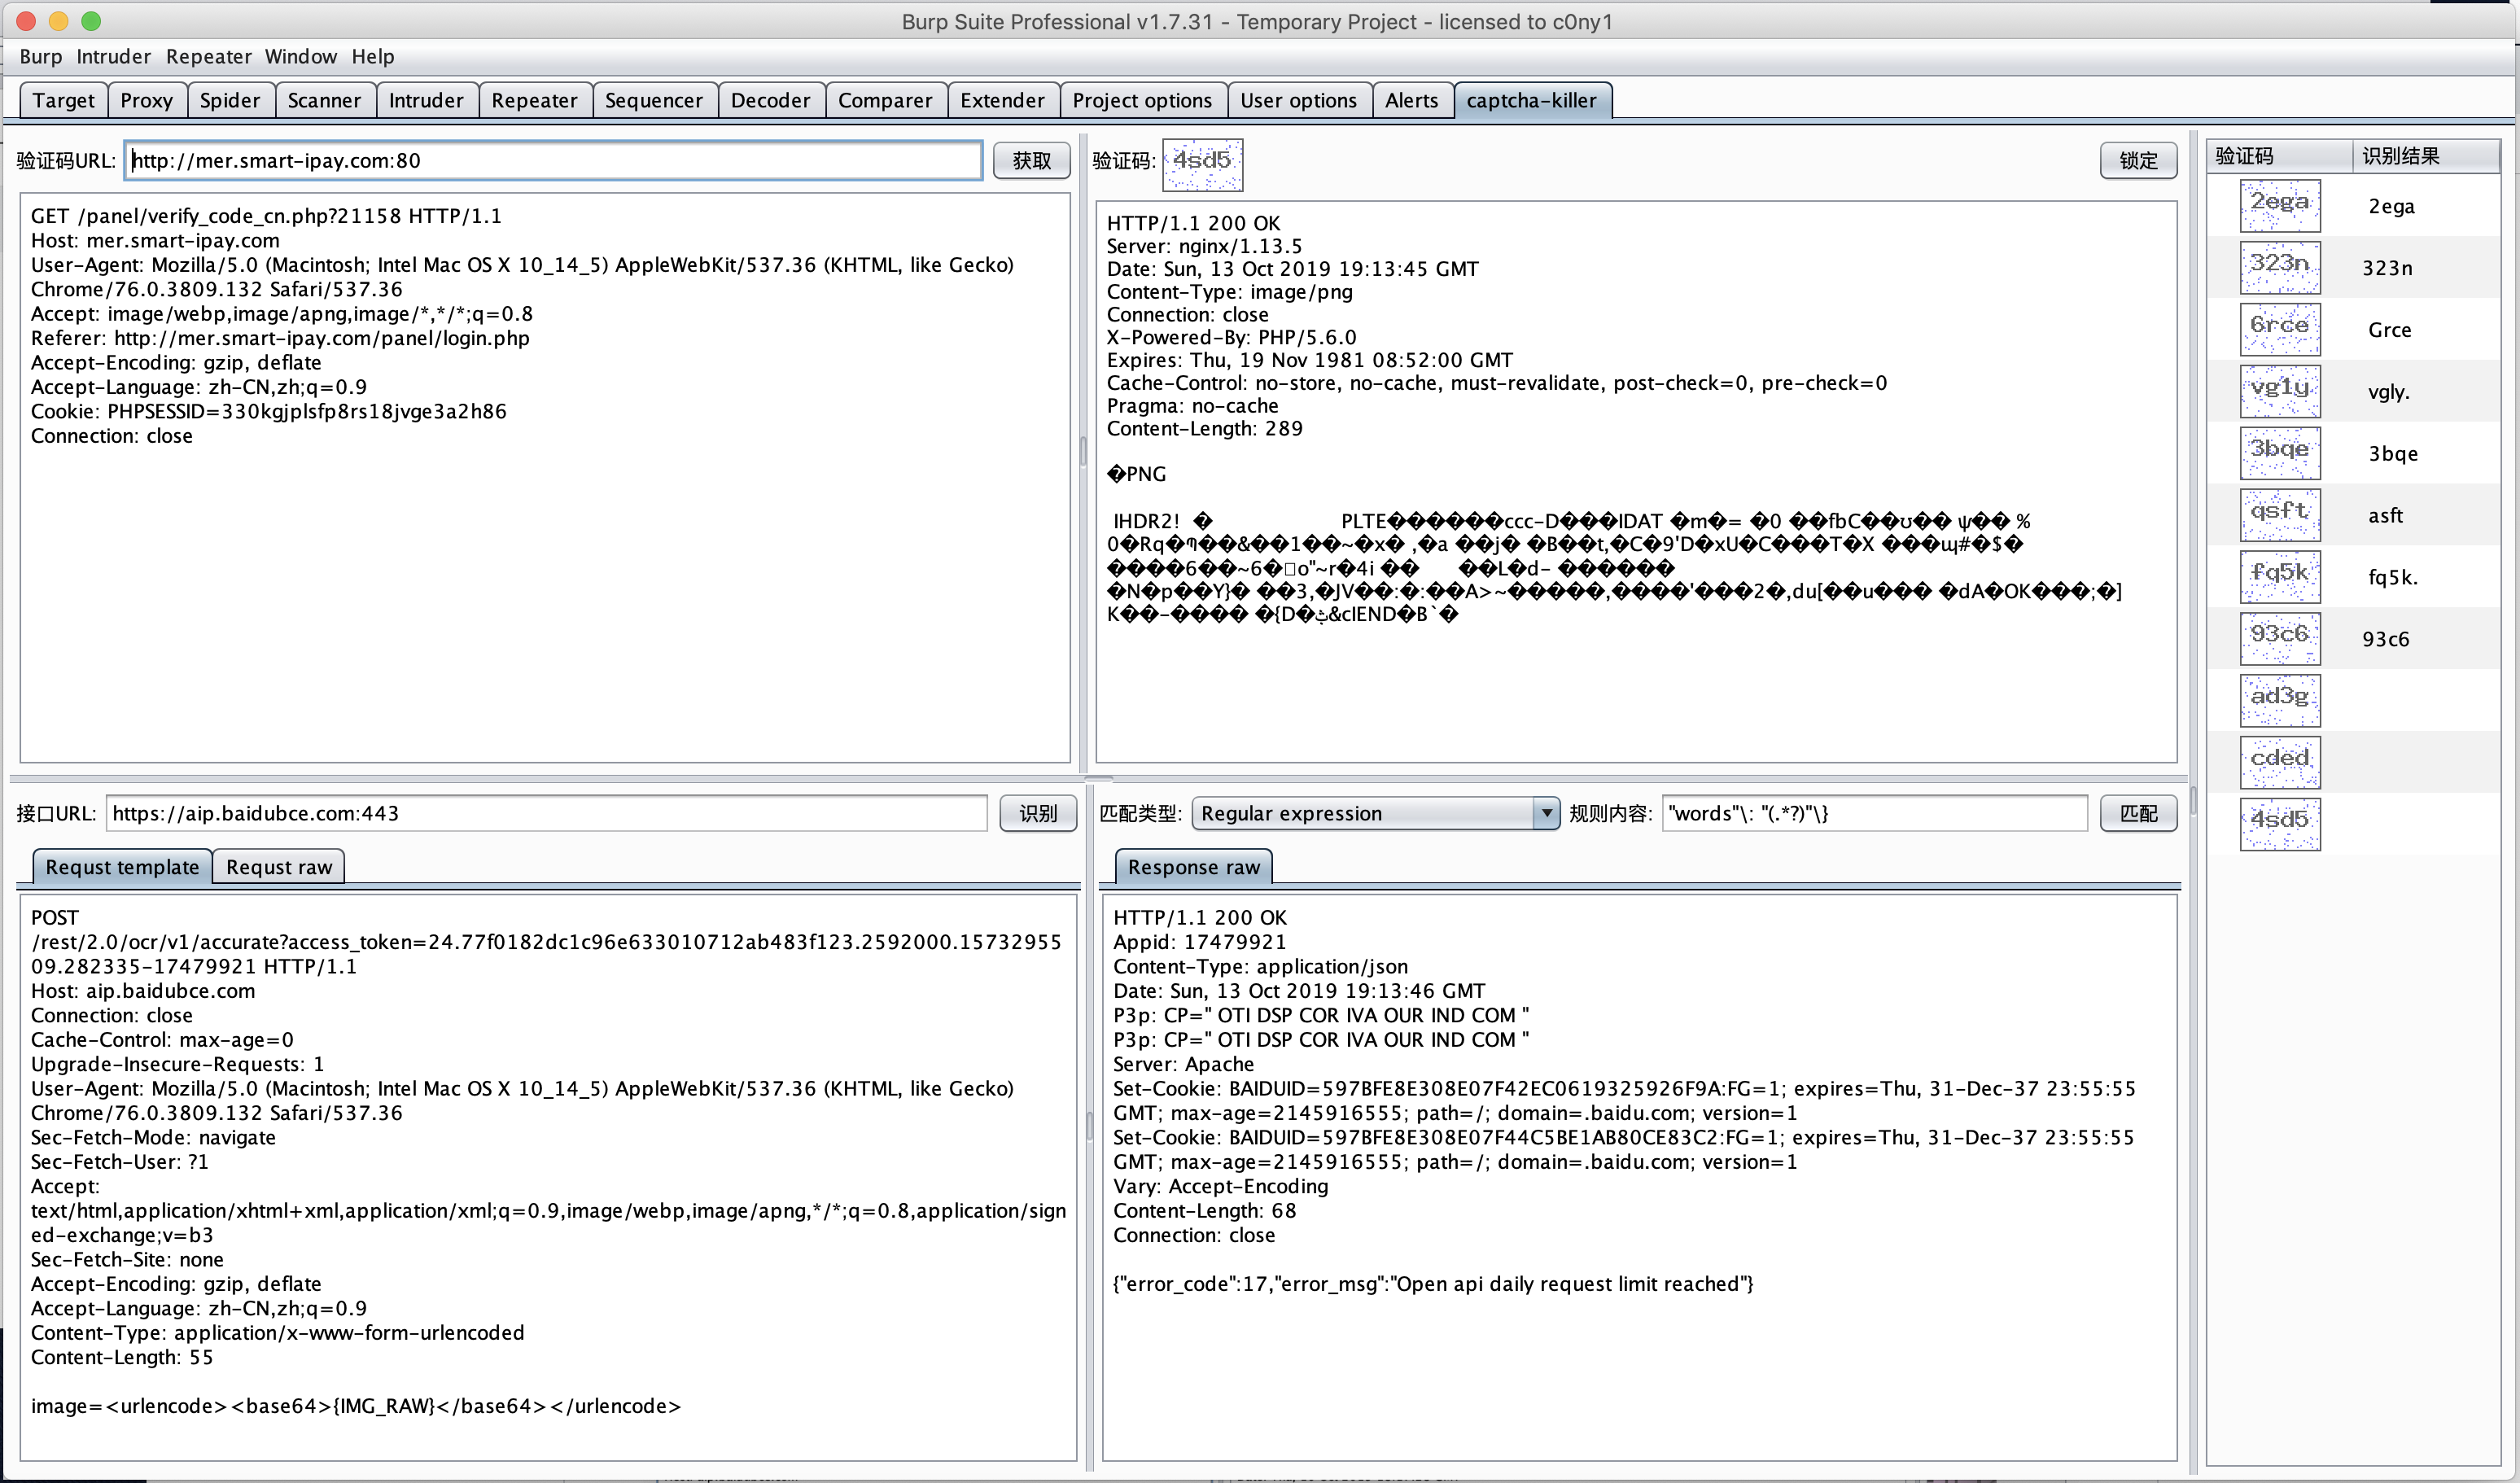 Burp Suite Professional v1.7.31 - Temporary Project - licensed to c0ny1
Burp Intruder Repeater Window Help
Target Proxy Spider Scanner Intruder Repeater Sequencer Decoder Comparer Extender Project options User options Alerts captcha-killer
验证码URL: http://mer.smart-ipay.com:80 获取
GET /panel/verify_code_cn.php?21158 HTTP/1.1
Host: mer.smart-ipay.com
User-Agent: Mozilla/5.0 (Macintosh; Intel Mac OS X 10_14_5) AppleWebKit/537.36 (KHTML, like Gecko)
Chrome/76.0.3809.132 Safari/537.36
Accept: image/webp,image/apng,image/*,*/*;q=0.8
Referer: http://mer.smart-ipay.com/panel/login.php
Accept-Encoding: gzip, deflate
Accept-Language: zh-CN,zh;q=0.9
Cookie: PHPSESSID=330kgjplsfp8rs18jvge3a2h86
Connection: close
验证码: 4sd5 锁定
HTTP/1.1 200 OK
Server: nginx/1.13.5
Date: Sun, 13 Oct 2019 19:13:45 GMT
Content-Type: image/png
Connection: close
X-Powered-By: PHP/5.6.0
Expires: Thu, 19 Nov 1981 08:52:00 GMT
Cache-Control: no-store, no-cache, must-revalidate, post-check=0, pre-check=0
Pragma: no-cache
Content-Length: 289
�PNG
IHDR2! � PLTE������ccc-D���IDAT �m�= �0 ��fbC��ʊ�� ψ�� %
验证码 识别结果
2ega 2ega
323n 323n
6rce Grce
vg1y vgly.
3bqe 3bqe
qsft asft
fq5k fq5k.
93c6 93c6
ad3g
cded
4sd5
接口URL: https://aip.baidubce.com:443 识别
Requst template Requst raw
POST
/rest/2.0/ocr/v1/accurate?access_token=24.77f0182dc1c96e633010712ab483f123.2592000.15732955
09.282335-17479921 HTTP/1.1
Host: aip.baidubce.com
Connection: close
Cache-Control: max-age=0
Upgrade-Insecure-Requests: 1
User-Agent: Mozilla/5.0 (Macintosh; Intel Mac OS X 10_14_5) AppleWebKit/537.36 (KHTML, like Gecko)
Chrome/76.0.3809.132 Safari/537.36
Sec-Fetch-Mode: navigate
Sec-Fetch-User: ?1
Accept:
text/html,application/xhtml+xml,application/xml;q=0.9,image/webp,image/apng,*/*;q=0.8,application/sign
ed-exchange;v=b3
Sec-Fetch-Site: none
Accept-Encoding: gzip, deflate
Accept-Language: zh-CN,zh;q=0.9
Content-Type: application/x-www-form-urlencoded
Content-Length: 55
image=<urlencode><base64>{IMG_RAW}</base64></urlencode>
匹配类型: Regular expression 规则内容: "words"\: "(.*?)"\} 匹配
Response raw
HTTP/1.1 200 OK
Appid: 17479921
Content-Type: application/json
Date: Sun, 13 Oct 2019 19:13:46 GMT
P3p: CP=" OTI DSP COR IVA OUR IND COM "
P3p: CP=" OTI DSP COR IVA OUR IND COM "
Server: Apache
Set-Cookie: BAIDUID=597BFE8E308E07F42EC0619325926F9A:FG=1; expires=Thu, 31-Dec-37 23:55:55
GMT; max-age=2145916555; path=/; domain=.baidu.com; version=1
Set-Cookie: BAIDUID=597BFE8E308E07F44C5BE1AB80CE83C2:FG=1; expires=Thu, 31-Dec-37 23:55:55
GMT; max-age=2145916555; path=/; domain=.baidu.com; version=1
Vary: Accept-Encoding
Content-Length: 68
Connection: close
{"error_code":17,"error_msg":"Open api daily request limit reached"}